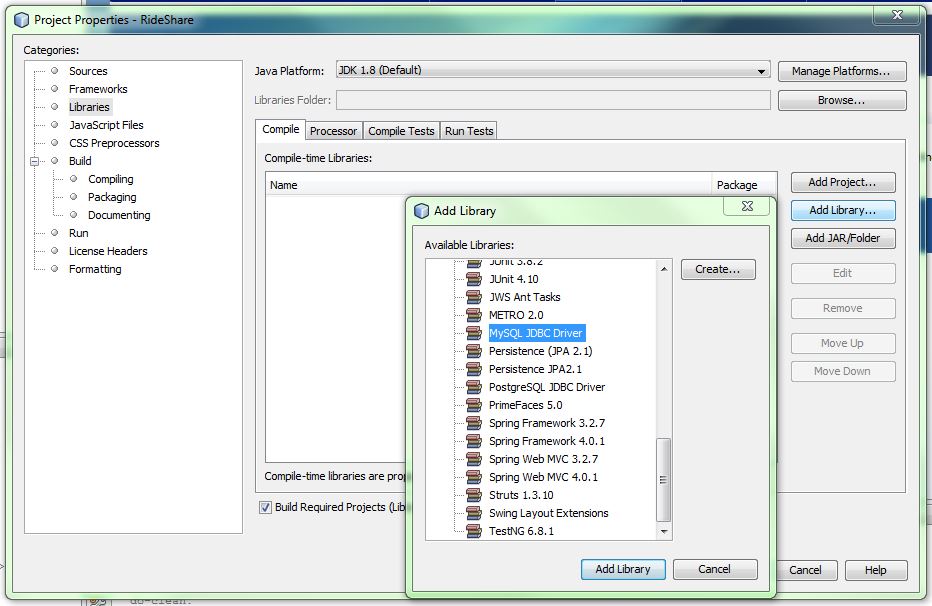 Project Properties - RideShare
Categories:
Sources
Frameworks
Libraries
JavaScript Files
CSS Preprocessors
Build
Compiling
Packaging
Documenting
Run
License Headers
Formatting
Java Platform: JDK 1.8 (Default) Manage Platforms...
Libraries Folder: Browse...
Compile Processor Compile Tests Run Tests
Compile-time Libraries:
Name Package
Add Project...
Add Library...
Add JAR/Folder
Edit
Remove
Move Up
Move Down
Compile-time libraries are
Build Required Projects
Add Library
Available Libraries:
JUnit 3.8.2
JUnit 4.10
JWS Ant Tasks
METRO 2.0
MySQL JDBC Driver
Persistence (JPA 2.1)
Persistence JPA2.1
PostgreSQL JDBC Driver
PrimeFaces 5.0
Spring Framework 3.2.7
Spring Framework 4.0.1
Spring Web MVC 3.2.7
Spring Web MVC 4.0.1
Struts 1.3.10
Swing Layout Extensions
TestNG 6.8.1
Create...
Add Library Cancel
Cancel Help
do-clean: